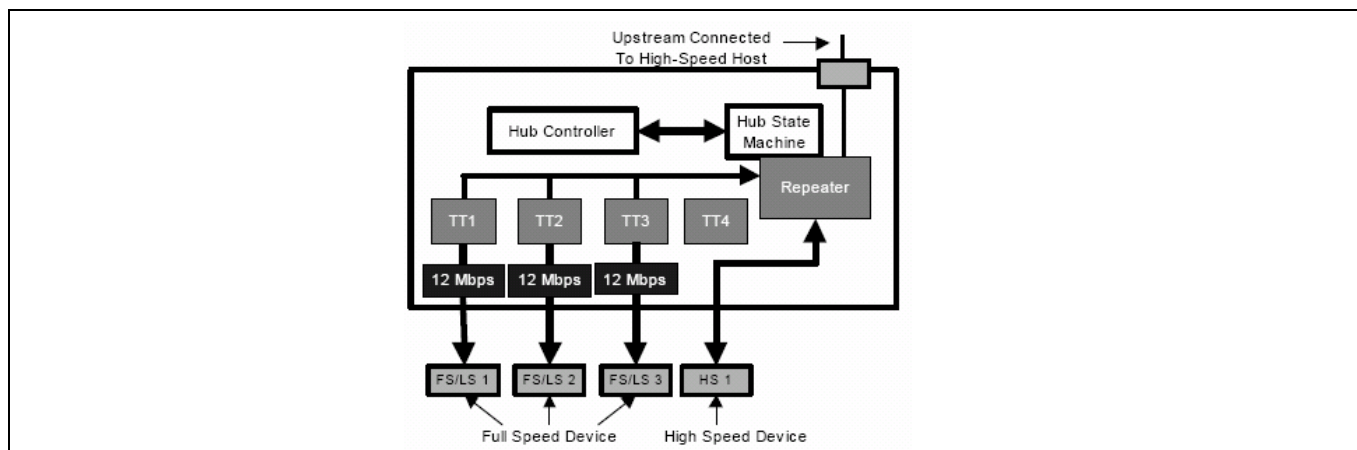 Upstream Connected
To High-Speed Host
Hub Controller
Hub State
Machine
Repeater
TT1
TT2
TT3
TT4
12 Mbps
12 Mbps
12 Mbps
FS/LS 1
FS/LS 2
FS/LS 3
HS 1
Full Speed Device
High Speed Device